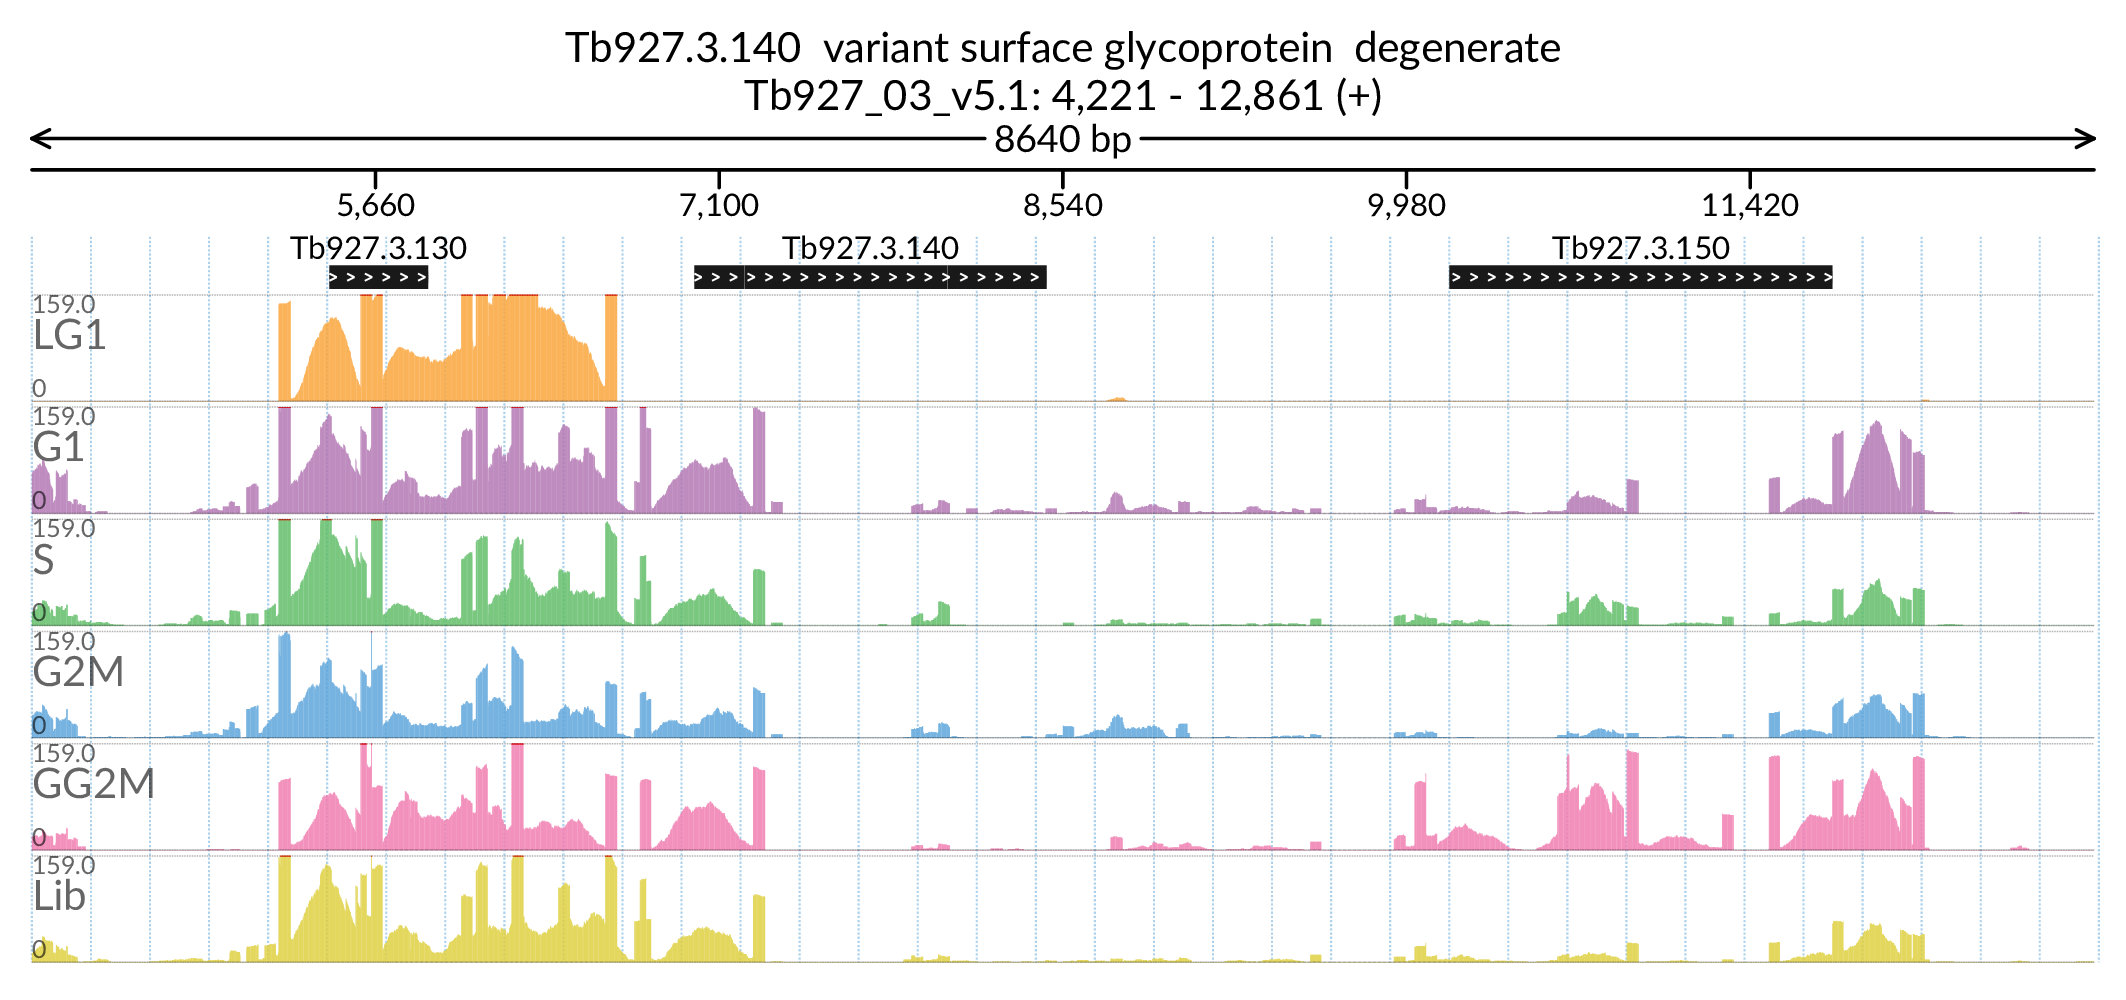 Tb927.3.140  variant surface glycoprotein  degenerate
Tb927_03_v5.1: 4,221 - 12,861 (+)
8640 bp
5,660 7,100 8,540 9,980 11,420
Tb927.3.130 Tb927.3.140 Tb927.3.150
159.0
LG1
0
159.0
G1
0
159.0
S
0
159.0
G2M
0
159.0
GG2M
0
159.0
Lib
0